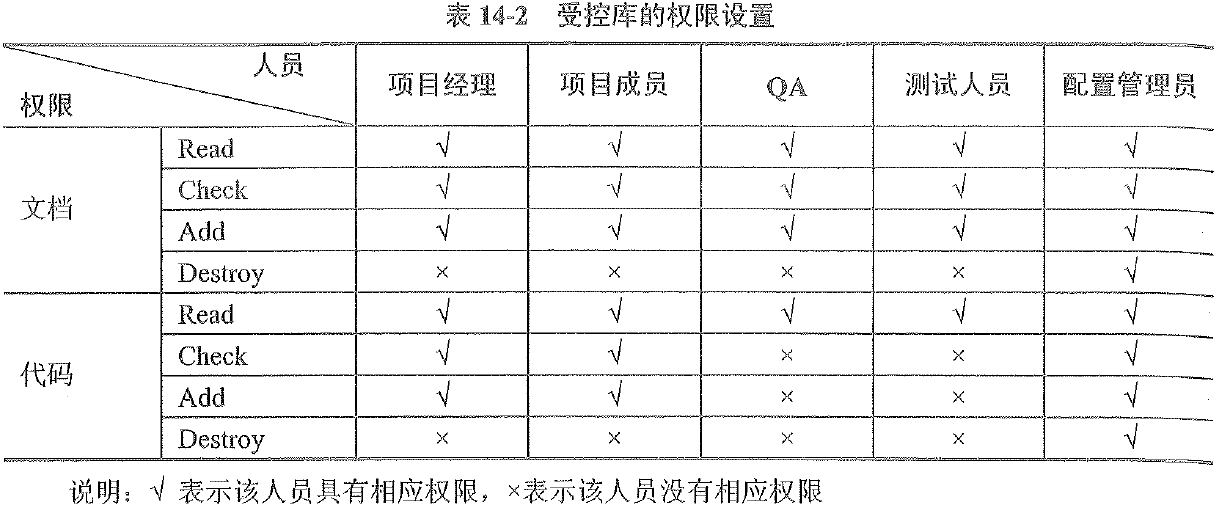 表 14-2 受控库的权限设置
人员
权限 项目经理 项目成员 QA 测试人员 配置管理员
文档 Read √ √ √ √ √
Check √ √ √ √ √
Add √ √ √ √ √
Destroy × × × × √
代码 Read √ √ √ √ √
Check √ √ × × √
Add √ √ × × √
Destroy × × × × √
说明：√ 表示该人员具有相应权限，×表示该人员没有相应权限